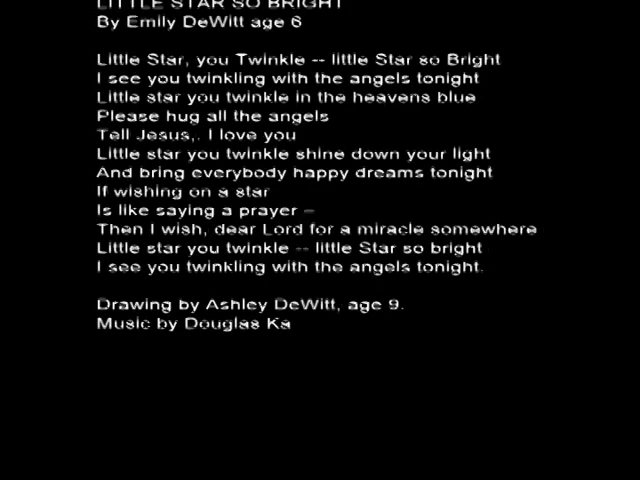 LITTLE STAR SO BRIGHT
By Emily DeWitt age 6
Little Star, you Twinkle -- little Star so Bright
I see you twinkling with the angels tonight
Little star you twinkle in the heavens blue
Please hug all the angels
Tell Jesus,. I love you
Little star you twinkle shine down your light
And bring everybody happy dreams tonight
If wishing on a star
Is like saying a prayer –
Then I wish, dear Lord for a miracle somewhere
Little star you twinkle -- little Star so bright
I see you twinkling with the angels tonight.
Drawing by Ashley DeWitt, age 9.
Music by Douglas Ka